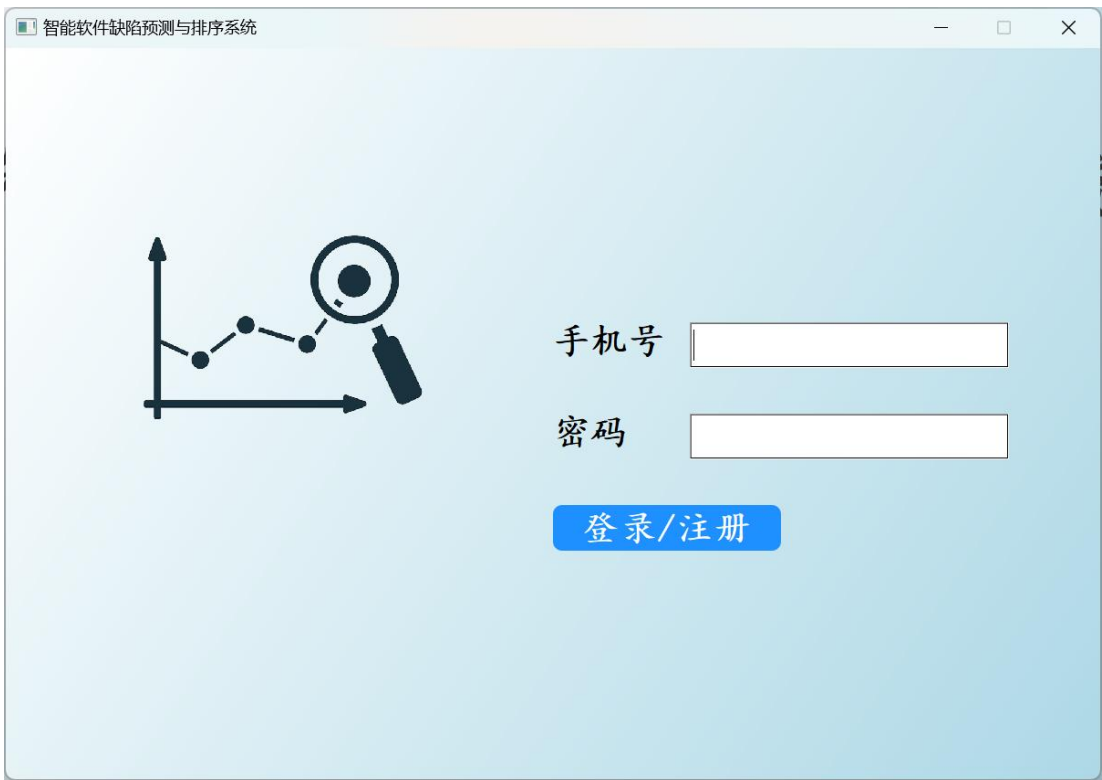 智能软件缺陷预测与排序系统
手机号
密码
登录/注册